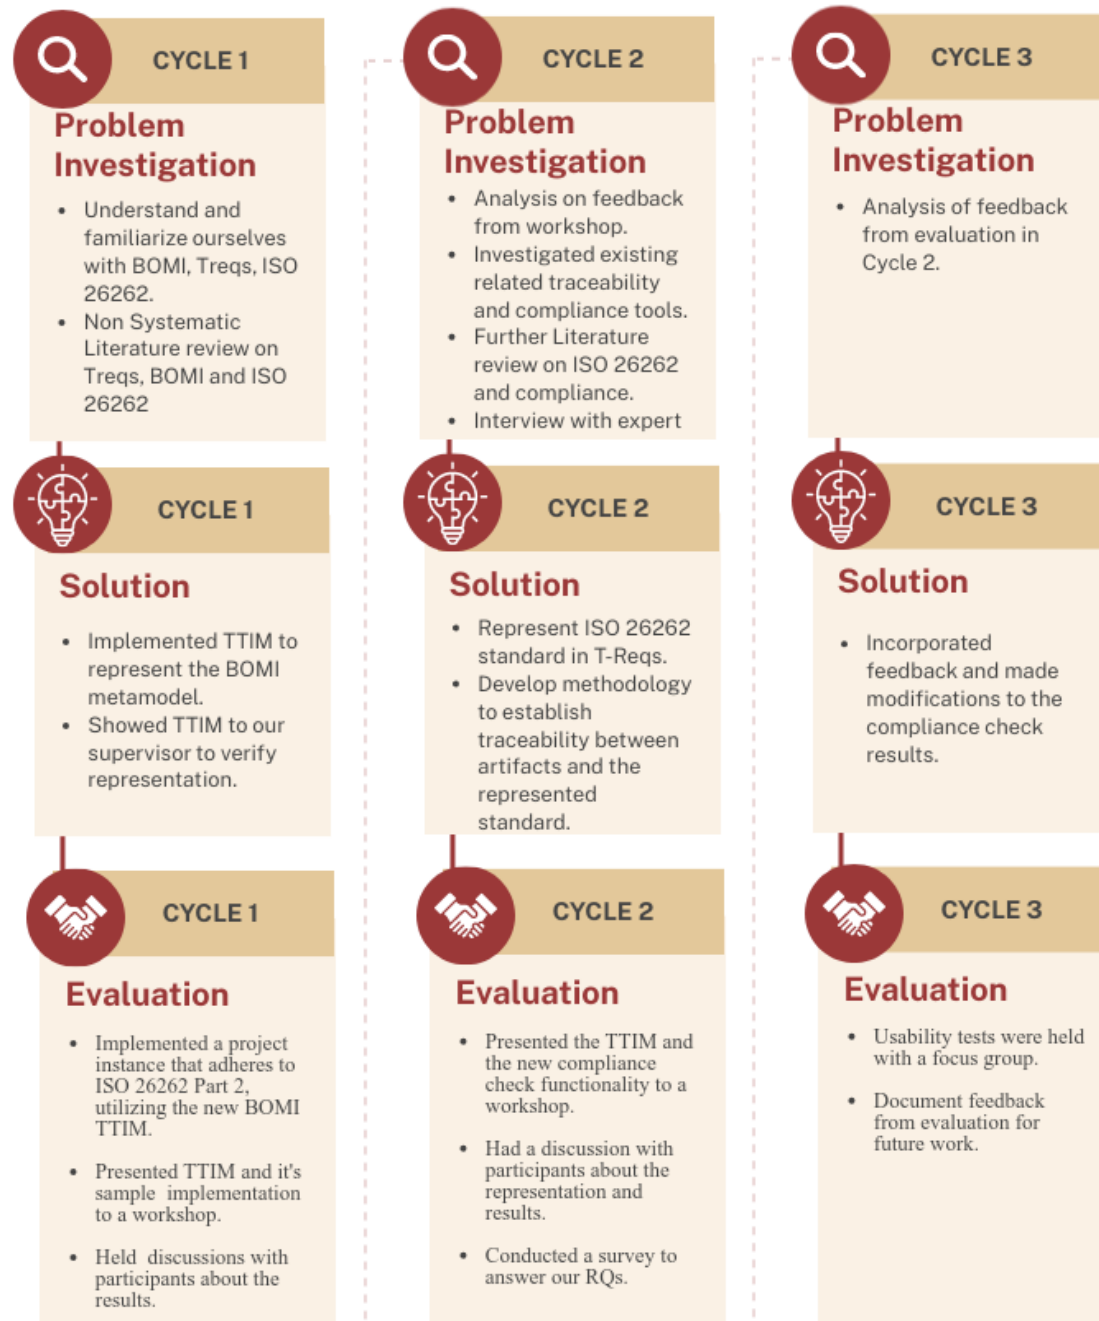 CYCLE 1
Problem
Investigation
• Understand and
familiarize ourselves
with BOMI, Treqs, ISO
26262.
• Non Systematic
Literature review on
Treqs, BOMI and ISO
26262
CYCLE 1
Solution
• Implemented TTIM to
represent the BOMI
metamodel.
• Showed TTIM to our
supervisor to verify
representation.
CYCLE 1
Evaluation
• Implemented a project
instance that adheres to
ISO 26262 Part 2,
utilizing the new BOMI
TTIM.
• Presented TTIM and it's
sample implementation
to a workshop.
• Held discussions with
participants about the
results.
CYCLE 2
Problem
Investigation
• Analysis on feedback
from workshop.
• Investigated existing
related traceability
and compliance tools.
• Further Literature
review on ISO 26262
and compliance.
• Interview with expert
CYCLE 2
Solution
• Represent ISO 26262
standard in T-Reqs.
• Develop methodology
to establish
traceability between
artifacts and the
represented
standard.
CYCLE 2
Evaluation
• Presented the TTIM and
the new compliance
check functionality to a
workshop.
• Had a discussion with
participants about the
representation and
results.
• Conducted a survey to
answer our RQs.
CYCLE 3
Problem
Investigation
• Analysis of feedback
from evaluation in
Cycle 2.
CYCLE 3
Solution
• Incorporated
feedback and made
modifications to the
compliance check
results.
CYCLE 3
Evaluation
• Usability tests were held
with a focus group.
• Document feedback
from evaluation for
future work.